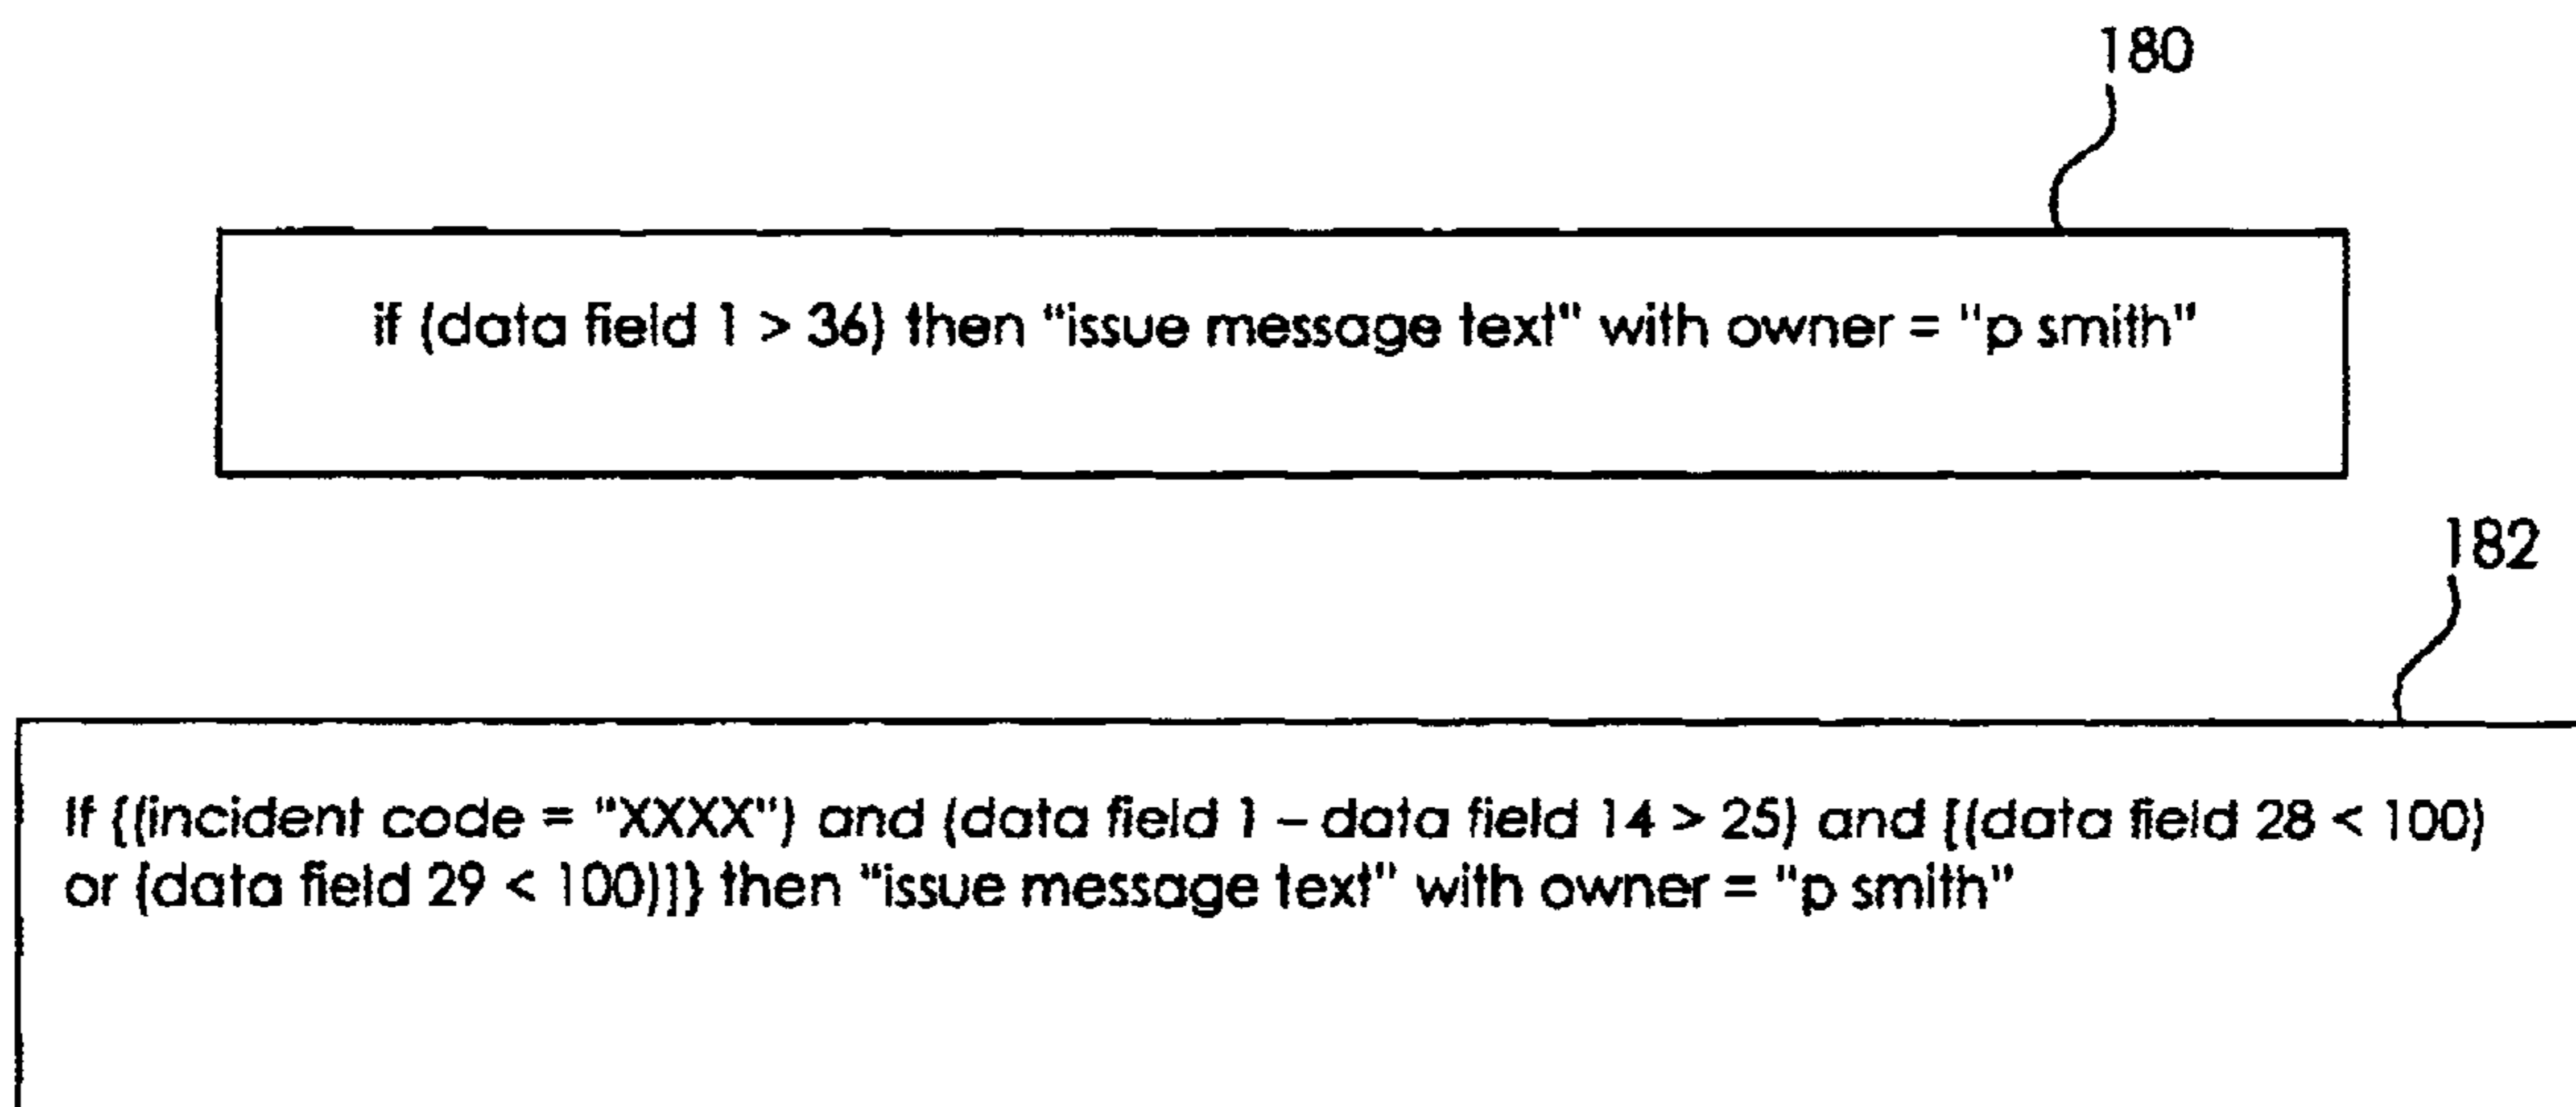 180
if (data field 1 > 36) then "issue message text" with owner = "p smith"
182
If {(incident code = "XXXX") and (data field 1 – data field 14 > 25) and [(data field 28 < 100)
or (data field 29 < 100)]} then "issue message text" with owner = "p smith"